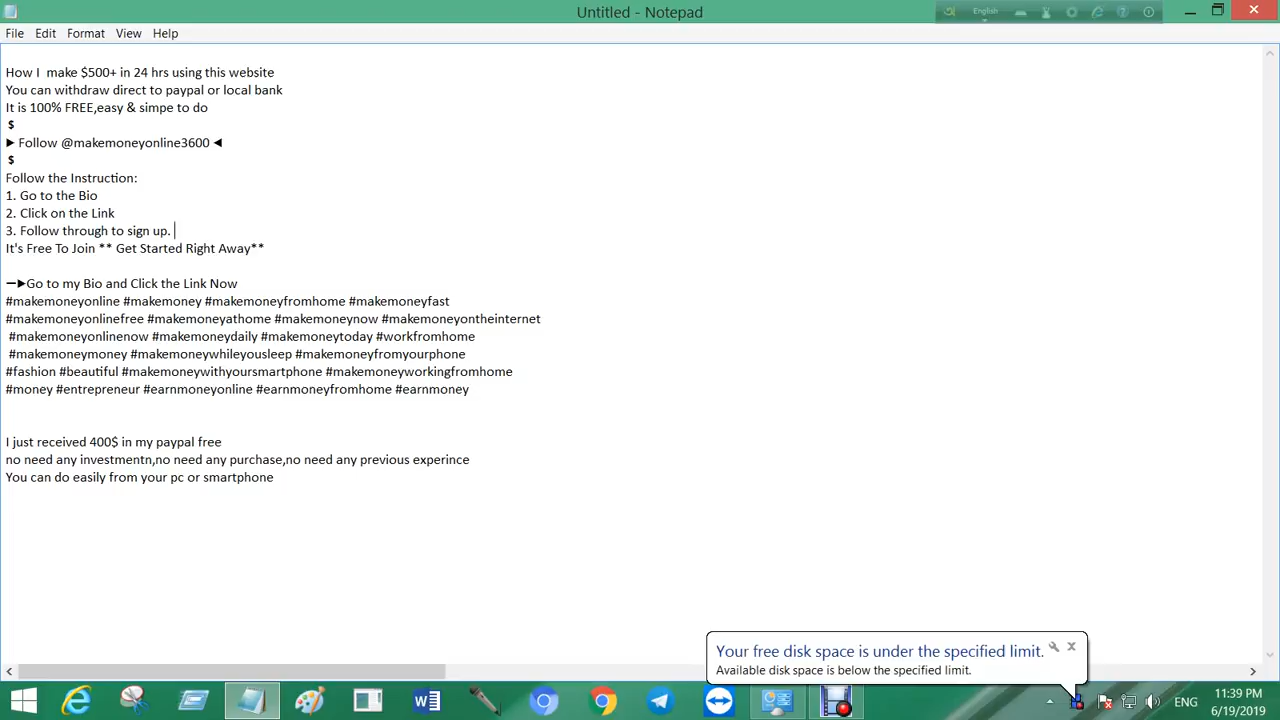 Untitled - Notepad
English
File Edit Format View Help
How I  make $500+ in 24 hrs using this website
You can withdraw direct to paypal or local bank
It is 100% FREE,easy & simpe to do
$
► Follow @makemoneyonline3600 ◄
$
Follow the Instruction:
1. Go to the Bio
2. Click on the Link
3. Follow through to sign up.
It's Free To Join ** Get Started Right Away**
—►Go to my Bio and Click the Link Now
#makemoneyonline #makemoney #makemoneyfromhome #makemoneyfast
#makemoneyonlinefree #makemoneyathome #makemoneynow #makemoneyontheinternet
#makemoneyonlinenow #makemoneydaily #makemoneytoday #workfromhome
#makemoneymoney #makemoneywhileyousleep #makemoneyfromyourphone
#fashion #beautiful #makemoneywithyoursmartphone #makemoneyworkingfromhome
#money #entrepreneur #earnmoneyonline #earnmoneyfromhome #earnmoney
I just received 400$ in my paypal free
no need any investmentn,no need any purchase,no need any previous experince
You can do easily from your pc or smartphone
Your free disk space is under the specified limit.
Available disk space is below the specified limit.
ENG
11:39 PM
6/19/2019